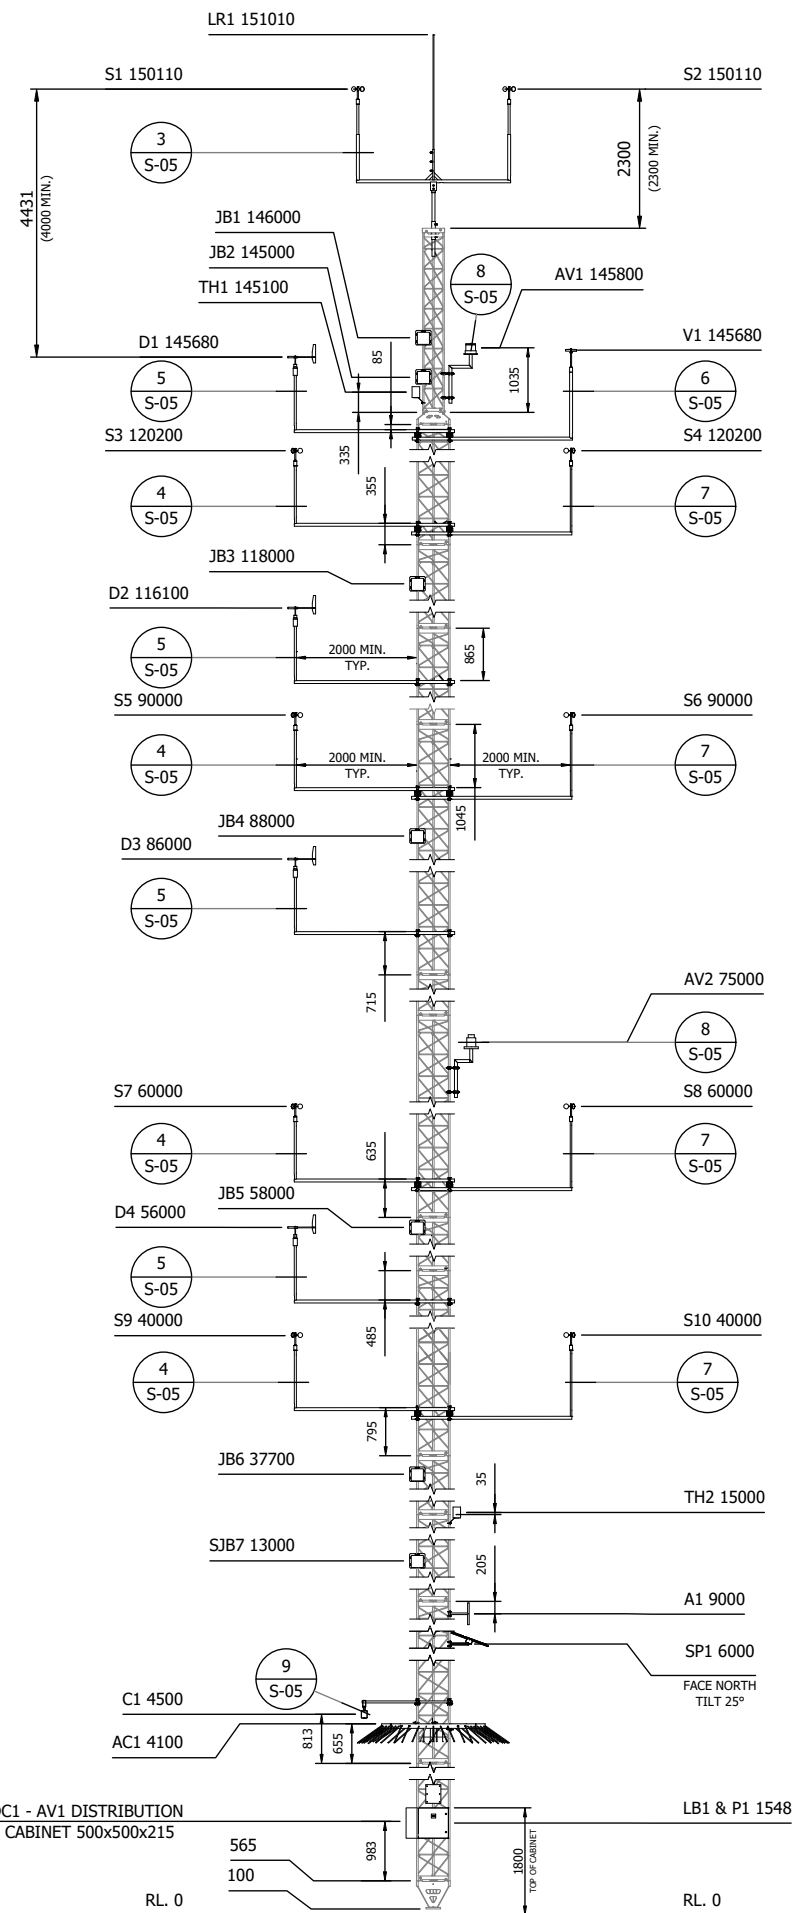 LR1 151010
S1 150110
S2 150110
3
S-05
4431
(4000 MIN.)
2300
(2300 MIN.)
JB1 146000
JB2 145000
TH1 145100
8
S-05
AV1 145800
D1 145680
V1 145680
85
1035
5
S-05
6
S-05
335
S3 120200
S4 120200
355
4
S-05
7
S-05
JB3 118000
D2 116100
5
S-05
2000 MIN.
TYP.
865
S5 90000
S6 90000
4
S-05
2000 MIN.
TYP.
2000 MIN.
TYP.
7
S-05
1045
JB4 88000
D3 86000
5
S-05
715
AV2 75000
8
S-05
S7 60000
S8 60000
4
S-05
635
7
S-05
JB5 58000
D4 56000
5
S-05
485
S9 40000
S10 40000
4
S-05
7
S-05
795
JB6 37700
35
TH2 15000
SJB7 13000
205
A1 9000
SP1 6000
FACE NORTH
TILT 25°
9
S-05
C1 4500
AC1 4100
813
655
C1 - AV1 DISTRIBUTION
CABINET 500x500x215
LB1 & P1 1548
983
1800
TOP OF CABINET
565
100
RL. 0
RL. 0